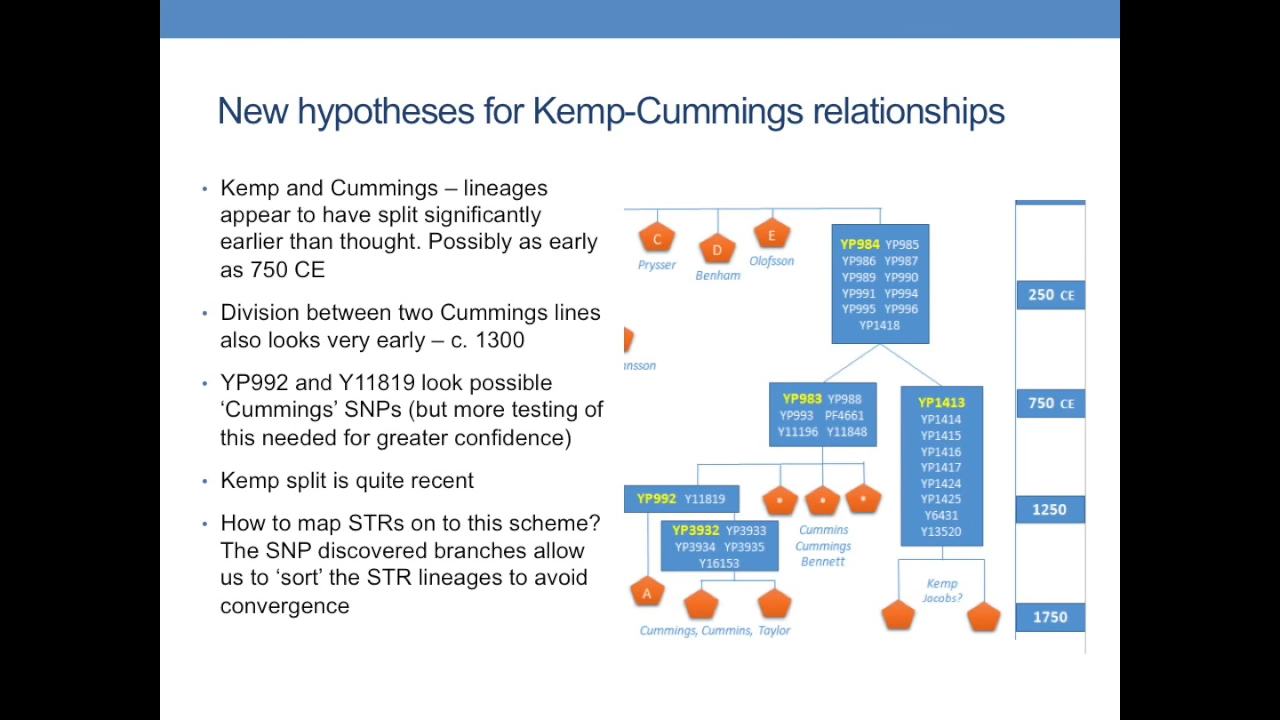 New hypotheses for Kemp-Cummings relationships
• Kemp and Cummings – lineages
appear to have split significantly
earlier than thought. Possibly as early
as 750 CE
• Division between two Cummings lines
also looks very early – c. 1300
• YP992 and Y11819 look possible
‘Cummings’ SNPs (but more testing of
this needed for greater confidence)
• Kemp split is quite recent
• How to map STRs on to this scheme?
The SNP discovered branches allow
us to ‘sort’ the STR lineages to avoid
convergence
C
Prysser
D
Benham
E
Olofsson
nsson
YP984 YP985
YP986 YP987
YP989 YP990
YP991 YP994
YP995 YP996
YP1418
YP983 YP988
YP993 PF4661
Y11196 Y11848
YP1413
YP1414
YP1415
YP1416
YP1417
YP1424
YP1425
Y6431
Y13520
YP992 Y11819
YP3932 YP3933
YP3934 YP3935
Y16153
* * *
Cummins
Cummings
Bennett
A
Cummings, Cummins, Taylor
Kemp
Jacobs?
250 CE
750 CE
1250
1750